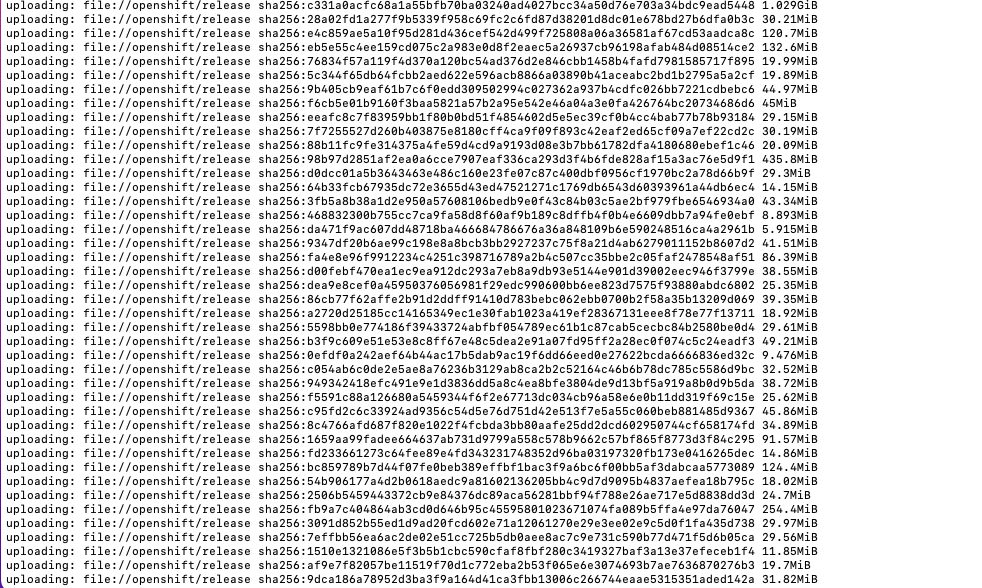 uploading: file://openshift/release sha256:c331a0acfc68a1a55bfb70ba03240ad4027bcc34a50d76e703a34bdc9ead5448 1.029GiB
uploading: file://openshift/release sha256:28a02fd1a277f9b5339f958c69fc2c6fd87d38201d8dc01e678bd27b6dfa0b3c 30.21MiB
uploading: file://openshift/release sha256:e4c859ae5a10f95d281d436cef542d499f725808a06a36581af67cd53aadca8c 120.7MiB
uploading: file://openshift/release sha256:eb5e55c4ee159cd075c2a983e0d8f2eaec5a26937cb96198afab484d08514ce2 132.6MiB
uploading: file://openshift/release sha256:76834f57a119f4d370a120bc54ad376d2e846cbb1458b4fafd7981585717f895 19.99MiB
uploading: file://openshift/release sha256:5c344f65db64fcbb2aed622e596acb8866a03890b41aceabc2bd1b2795a5a2cf 19.89MiB
uploading: file://openshift/release sha256:9b405cb9eaf61b7c6f0edd309502994c027362a937b4cdfc026bb7221cdbebc6 44.97MiB
uploading: file://openshift/release sha256:f6cb5e01b9160f3baa5821a57b2a95e542e46a04a3e0fa426764bc20734686d6 45MiB
uploading: file://openshift/release sha256:eeafc8c7f83959bb1f80b0bd51f4854602d5e5ec39cf0b4cc4bab77b78b93184 29.15MiB
uploading: file://openshift/release sha256:7f7255527d260b403875e8180cff4ca9f09f893c42eaf2ed65cf09a7ef22cd2c 30.19MiB
uploading: file://openshift/release sha256:88b11fc9fe314375a4fe59d4cd9a9193d08e3b7bb61782dfa4180680ebef1c46 20.09MiB
uploading: file://openshift/release sha256:98b97d2851af2ea0a6cce7907eaf336ca293d3f4b6fde828af15a3ac76e5d9f1 435.8MiB
uploading: file://openshift/release sha256:d0dcc01a5b3643463e486c160e23fe07c87c400dbf0956cf1970bc2a78d66b9f 29.3MiB
uploading: file://openshift/release sha256:64b33fcb67935dc72e3655d43ed47521271c1769db6543d60393961a44db6ec4 14.15MiB
uploading: file://openshift/release sha256:3fb5a8b38a1d2e950a57608106bedb9e0f43c84b03c5ae2bf979fbe6546934a0 43.34MiB
uploading: file://openshift/release sha256:468832300b755cc7ca9fa58d8f60af9b189c8dffb4f0b4e6609dbb7a94fe0ebf 8.893MiB
uploading: file://openshift/release sha256:da471f9ac607dd48718ba466684786676a36a848109b6e590248516ca4a2961b 5.915MiB
uploading: file://openshift/release sha256:9347df20b6ae99c198e8a8bcb3bb2927237c75f8a21d4ab6279011152b8607d2 41.51MiB
uploading: file://openshift/release sha256:fa4e8e96f9912234c4251c398716789a2b4c507cc35bbe2c05faf2478548af51 86.39MiB
uploading: file://openshift/release sha256:d00febf470ea1ec9ea912dc293a7eb8a9db93e5144e901d39002eec946f3799e 38.55MiB
uploading: file://openshift/release sha256:dea9e8cef0a45950376056981f29edc990600bb6ee823d7575f93880abdc6802 25.35MiB
uploading: file://openshift/release sha256:86cb77f62affe2b91d2ddff91410d783bebc062ebb0700b2f58a35b13209d069 39.35MiB
uploading: file://openshift/release sha256:a2720d25185cc14165349ec1e30fab1023a419ef28367131eee8f78e77f13711 18.92MiB
uploading: file://openshift/release sha256:5598bb0e774186f39433724abfbf054789ec61b1c87cab5cecbc84b2580be0d4 29.61MiB
uploading: file://openshift/release sha256:b3f9c609e51e53e8c8ff67e48c5dea2e91a07fd95ff2a28ec0f074c5c24eadf3 49.21MiB
uploading: file://openshift/release sha256:0efdf0a242aef64b44ac17b5dab9ac19f6dd66eed0e27622bcda6666836ed32c 9.476MiB
uploading: file://openshift/release sha256:c054ab6c0de2e5ae8a76236b3129ab8ca2b2c52164c46b6b78dc785c5586d9bc 32.52MiB
uploading: file://openshift/release sha256:949342418efc491e9e1d3836dd5a8c4ea8bfe3804de9d13bf5a919a8b0d9b5da 38.72MiB
uploading: file://openshift/release sha256:f5591c88a126680a5459344f6f2e67713dc034cb96a58e6e0b11dd319f69c15e 25.62MiB
uploading: file://openshift/release sha256:c95fd2c6c33924ad9356c54d5e76d751d42e513f7e5a55c060beb881485d9367 45.86MiB
uploading: file://openshift/release sha256:8c4766afd687f820e1022f4fcbda3bb80aafe25dd2dcd602950744cf658174fd 34.89MiB
uploading: file://openshift/release sha256:1659aa99fadee664637ab731d9799a558c578b9662c57bf865f8773d3f84c295 91.57MiB
uploading: file://openshift/release sha256:fd233661273c64fee89e4fd343231748352d96ba03197320fb173e0416265dec 14.86MiB
uploading: file://openshift/release sha256:bc859789b7d44f07fe0beb389effbf1bac3f9a6bc6f00bb5af3dabcaa5773089 124.4MiB
uploading: file://openshift/release sha256:54b906177a4d2b0618aedc9a81602136205bb4c9d7d9095b4837aefea18b795c 18.02MiB
uploading: file://openshift/release sha256:2506b5459443372cb9e84376dc89aca56281bbf94f788e26ae717e5d8838dd3d 24.7MiB
uploading: file://openshift/release sha256:fb9a7c404864ab3cd0d646b95c45595801023671074fa089b5ffa4e97da76047 254.4MiB
uploading: file://openshift/release sha256:3091d852b55ed1d9ad20fcd602e71a12061270e29e3ee02e9c5d0f1fa435d738 29.97MiB
uploading: file://openshift/release sha256:7effbb56ea6ac2de02e51cc725b5db0aee8ac7c9e731c590b77d471f5d6b05ca 29.56MiB
uploading: file://openshift/release sha256:1510e1321086e5f3b5b1cbc590cfaf8fbf280c3419327baf3a13e37efeceb1f4 11.85MiB
uploading: file://openshift/release sha256:af9e7f82057be11519f70d1c772eba2b53f065e6e3074693b7ae7636870276b3 19.7MiB
uploading: file://openshift/release sha256:9dca186a78952d3ba3f9a164d41ca3fbb13006c266744eaae5315351aded142a 31.82MiB